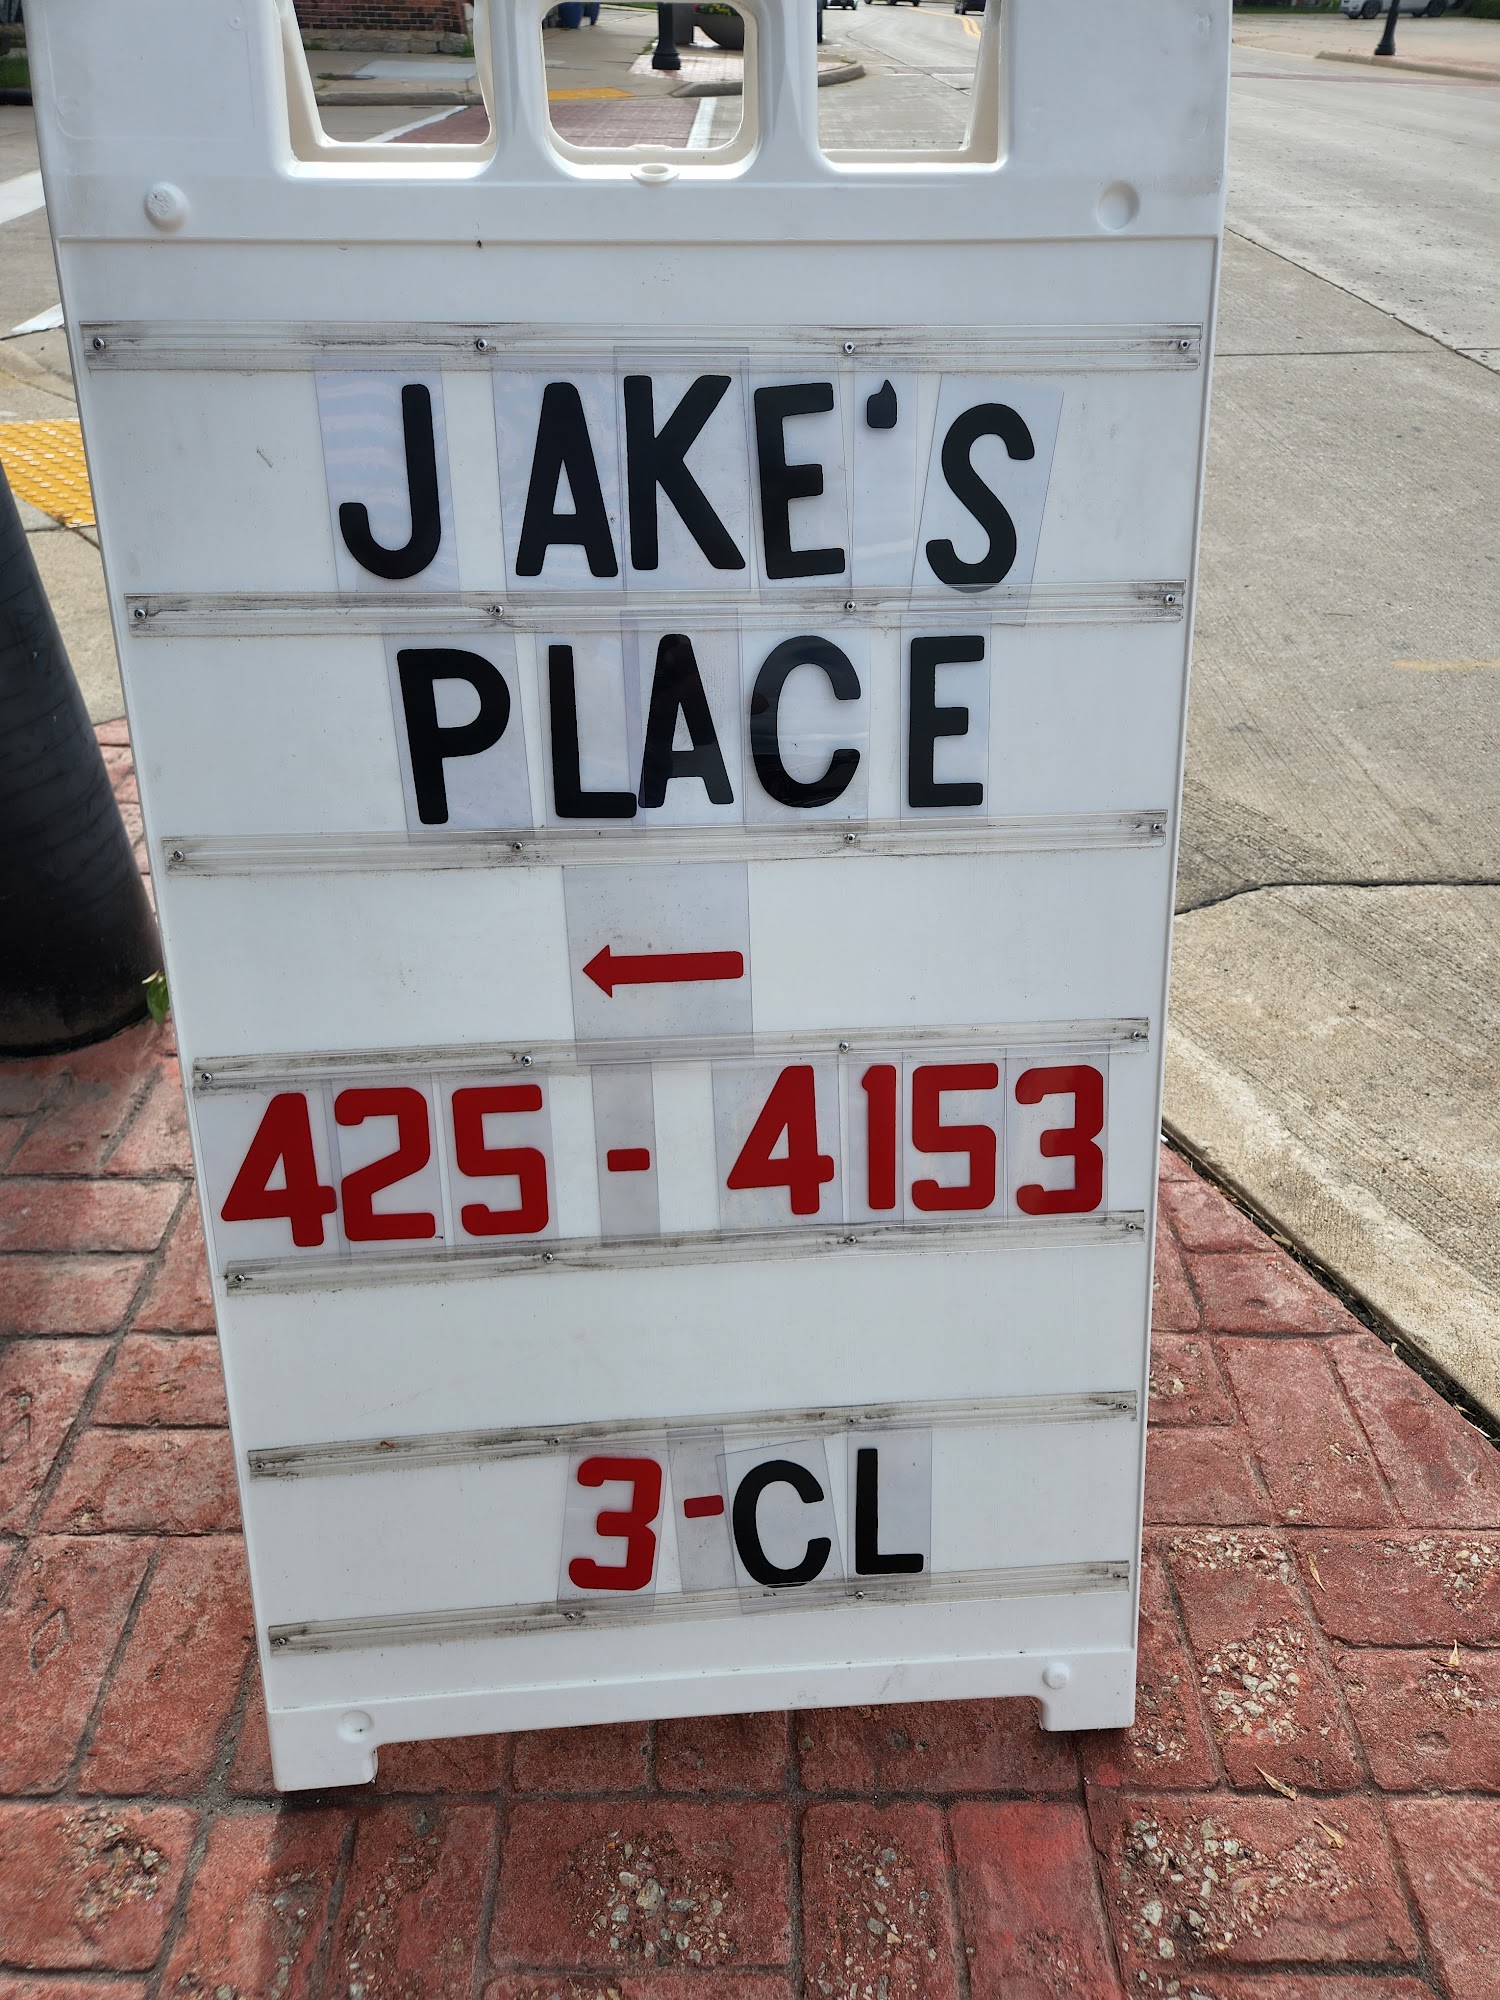 JAKE'S
PLACE
←
425-4153
3-CL